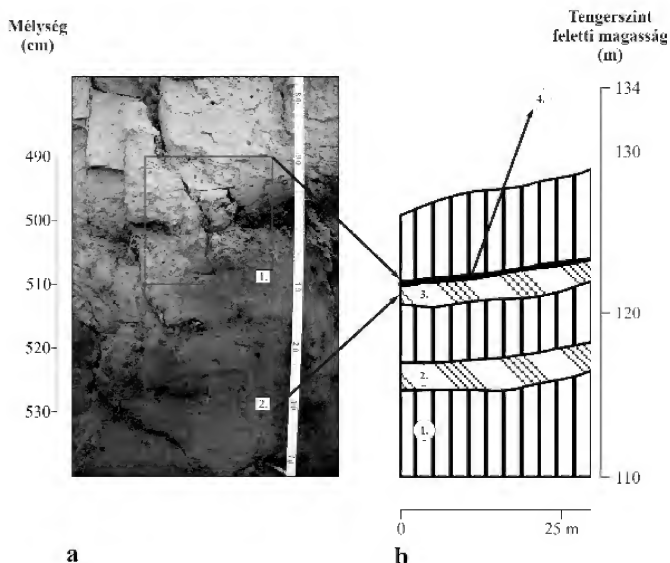 Mélység
(cm)
490
500
510
520
530
1.
2.
a
Tengerszint
feletti magasság
(m)
134
130
120
110
4.
3.
2.
1.
0
25 m
b